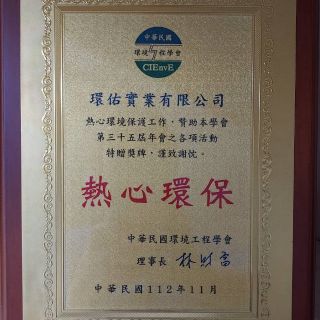 中華民國
環境工程學會
CIEnvE
環佑實業有限公司
熱心環境保護工作，贊助本學會
第三十五屆年會之各項活動
特贈獎牌，謹致謝忱。
熱心環保
中華民國環境工程學會
理事長 林財富
中華民國112年11月